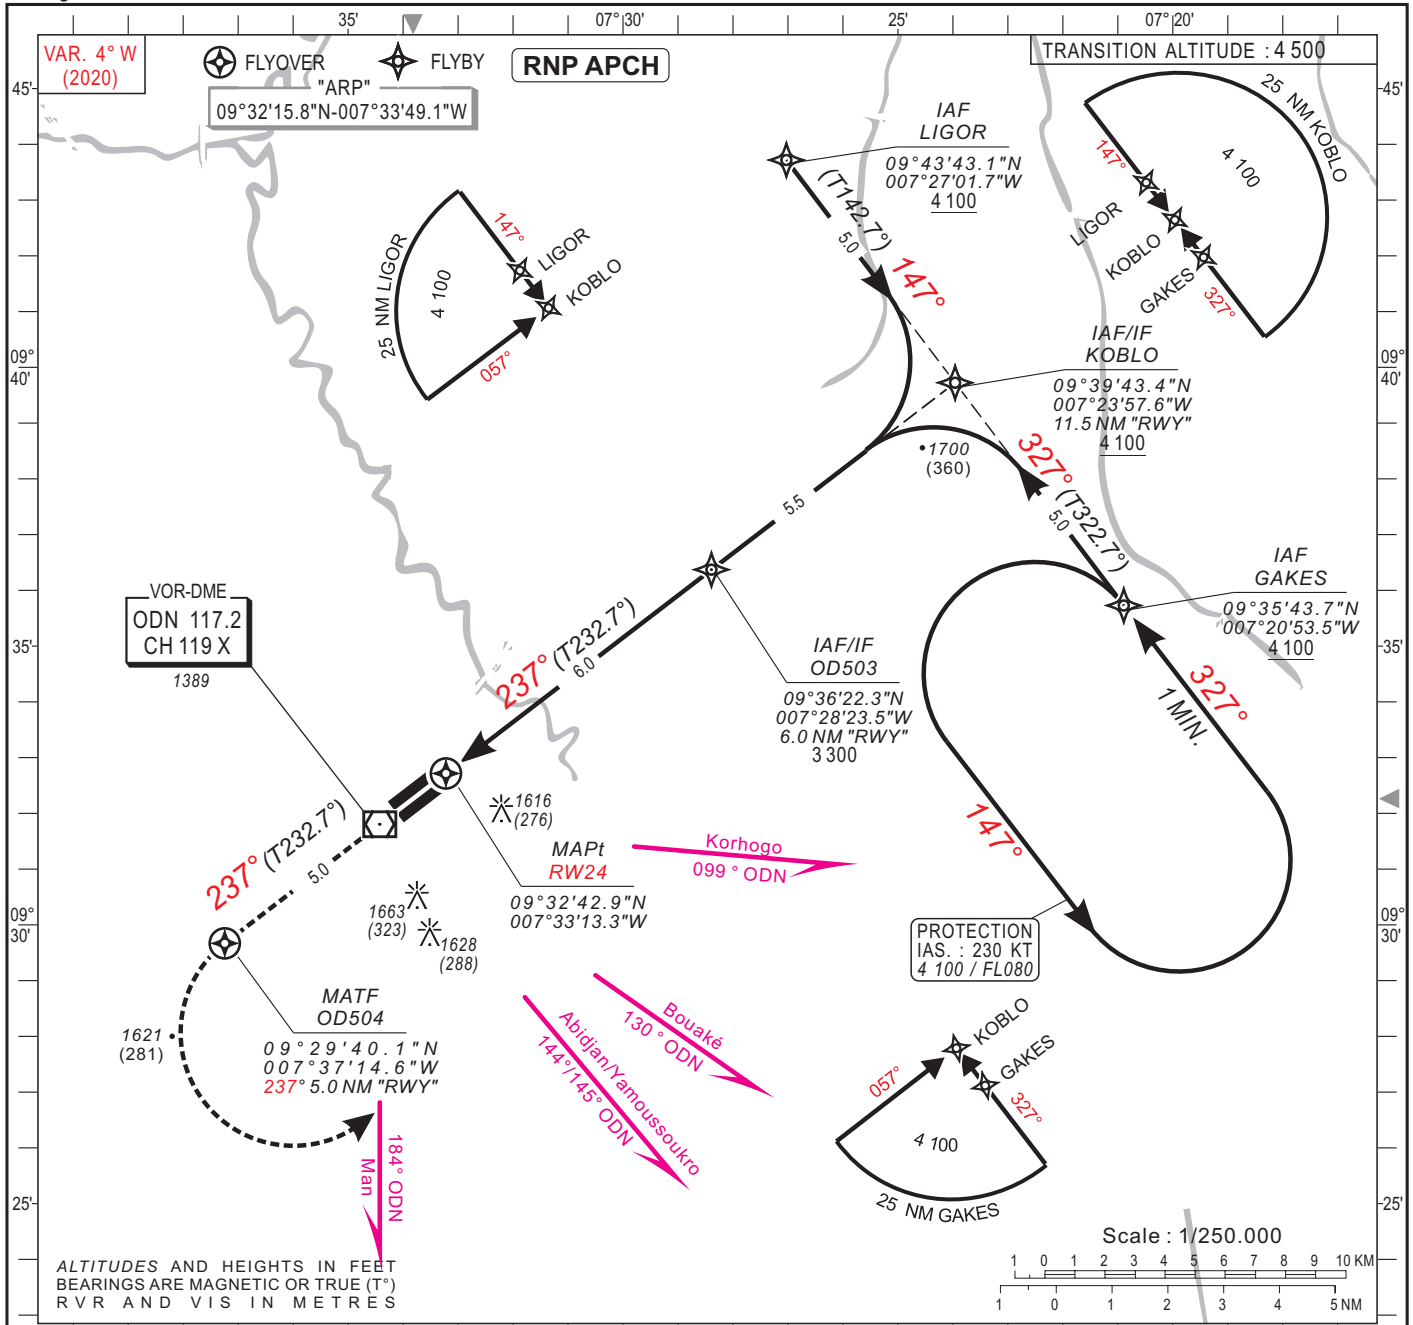 35'
07°30'
25'
07°20'
VAR. 4° W
(2020)
FLYOVER
FLYBY
RNP APCH
TRANSITION ALTITUDE : 4 500
"ARP"
09°32'15.8"N-007°33'49.1"W
45'
45'
IAF
LIGOR
09°43'43.1"N
007°27'01.7"W
4 100
25 NM KOBLO
4 100
147°
LIGOR
KOBLO
GAKES
327°
25 NM LIGOR
4 100
147°
LIGOR
KOBLO
057°
(T142.7°)
5.0
147°
IAF/IF
KOBLO
09°39'43.4"N
007°23'57.6"W
11.5 NM "RWY"
4 100
09°
40'
09°
40'
1700
(360)
327°
(T322.7°)
5.0
5.5
IAF
GAKES
09°35'43.7"N
007°20'53.5"W
4 100
VOR-DME
ODN 117.2
CH 119 X
1389
35'
35'
237° (T232.7°)
6.0
IAF/IF
OD503
09°36'22.3"N
007°28'23.5"W
6.0 NM "RWY"
3 300
327°
1 MIN.
147°
1616
(276)
MAPt
RW24
09°32'42.9"N
007°33'13.3"W
Korhogo
099 ° ODN
237° (T232.7°)
5.0
1663
(323)
1628
(288)
09°
30'
09°
30'
PROTECTION
IAS. : 230 KT
4 100 / FL080
MATF
OD504
09°29'40.1"N
007°37'14.6"W
237° 5.0 NM "RWY"
1621
(281)
Bouaké
130 ° ODN
Abidjan/Yamoussoukro
144°/145° ODN
184° ODN
Man
KOBLO
GAKES
057°
327°
4 100
25 NM GAKES
25'
25'
ALTITUDES AND HEIGHTS IN FEET
BEARINGS ARE MAGNETIC OR TRUE (T°)
RVR AND VIS IN METRES
Scale : 1/250.000
1 0 1 2 3 4 5 6 7 8 9 10 KM
1 0 1 2 3 4 5 NM